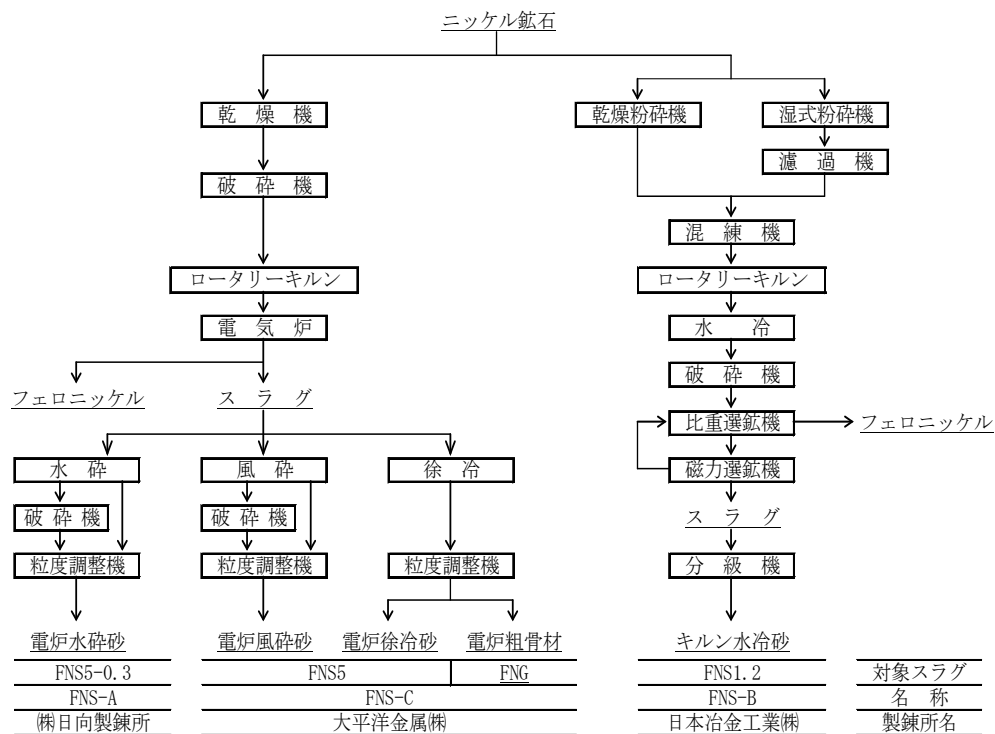 ニッケル鉱石
乾　燥　機
乾燥粉砕機
湿式粉砕機
破　砕　機
濾　過　機
混　練　機
ロータリーキルン
ロータリーキルン
電　気　炉
水　　冷
破　砕　機
フェロニッケル
ス　ラ　グ
比重選鉱機
フェロニッケル
水　砕
風　砕
徐　冷
磁力選鉱機
破 砕 機
破 砕 機
ス　ラ　グ
粒度調整機
粒度調整機
粒度調整機
分　級　機
電炉水砕砂
電炉風砕砂
電炉徐冷砂
電炉粗骨材
キルン水冷砂
FNS5-0.3
FNS5
FNG
FNS1.2
対象スラグ
FNS-A
FNS-C
FNS-B
名　称
㈱日向製錬所
大平洋金属㈱
日本冶金工業㈱
製錬所名